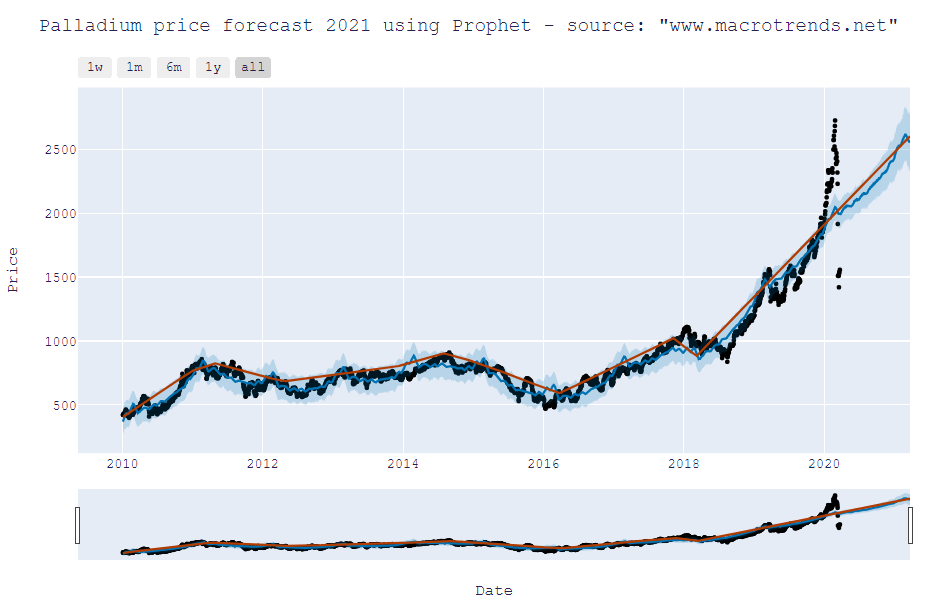 Palladium price forecast 2021 using Prophet - source: "www.macrotrends.net"
1w 1m 6m 1y all
2500
2000
1500
1000
500
Price
2010 2012 2014 2016 2018 2020
Date